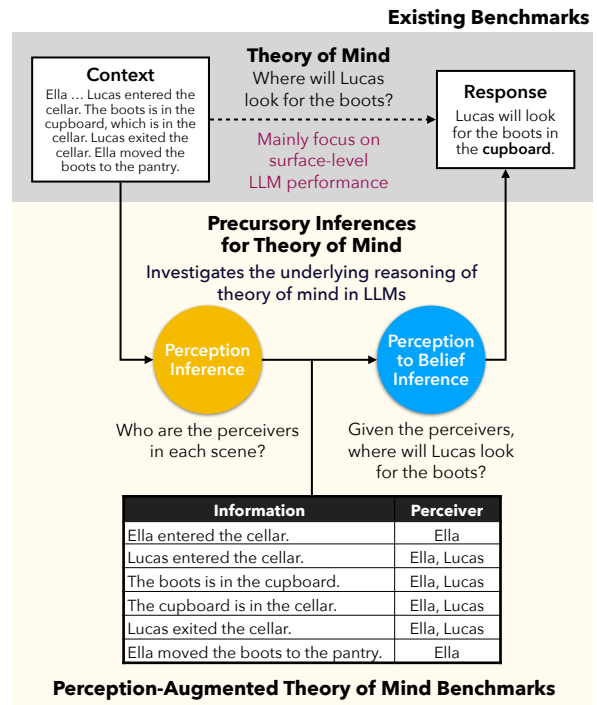 Existing Benchmarks
Context
Ella ... Lucas entered the
cellar. The boots is in the
cupboard, which is in the
cellar. Lucas exited the
cellar. Ella moved the
boots to the pantry.
Theory of Mind
Where will Lucas
look for the boots?
Mainly focus on
surface-level
LLM performance
Response
Lucas will look
for the boots in
the cupboard.
Precursory Inferences
for Theory of Mind
Investigates the underlying reasoning of
theory of mind in LLMs
Perception
Inference
Perception
to Belief
Inference
Who are the perceivers
in each scene?
Given the perceivers,
where will Lucas look
for the boots?
Information Perceiver
Ella entered the cellar. Ella
Lucas entered the cellar. Ella, Lucas
The boots is in the cupboard. Ella, Lucas
The cupboard is in the cellar. Ella, Lucas
Lucas exited the cellar. Ella, Lucas
Ella moved the boots to the pantry. Ella
Perception-Augmented Theory of Mind Benchmarks